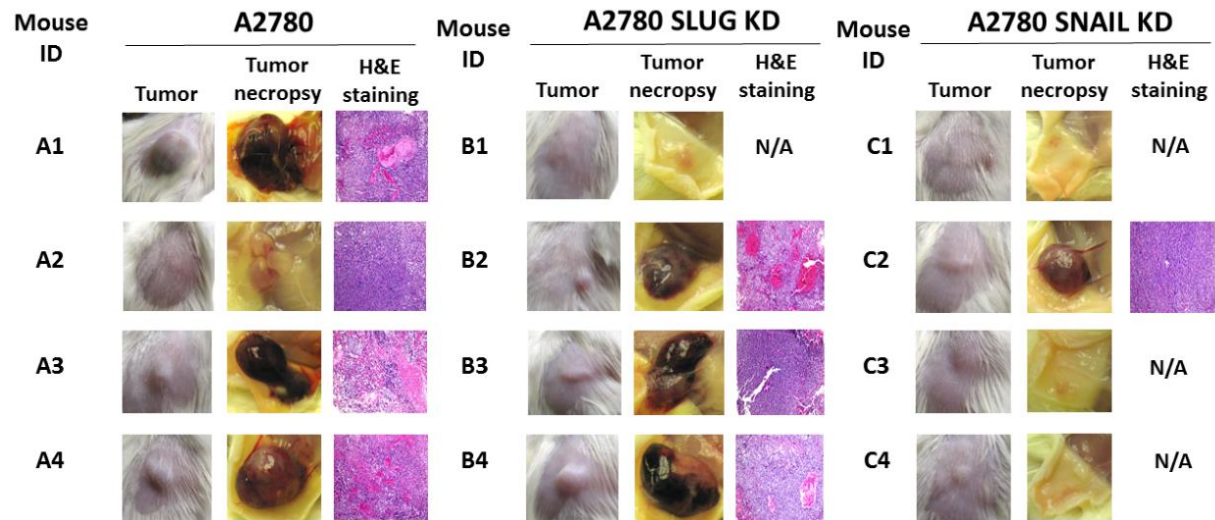 Mouse ID A2780 Mouse ID A2780 SLUG KD Mouse ID A2780 SNAIL KD
Tumor Tumor necropsy H&E staining Tumor Tumor necropsy H&E staining Tumor Tumor necropsy H&E staining
A1 B1 N/A C1 N/A
A2 B2 C2
A3 B3 C3 N/A
A4 B4 C4 N/A